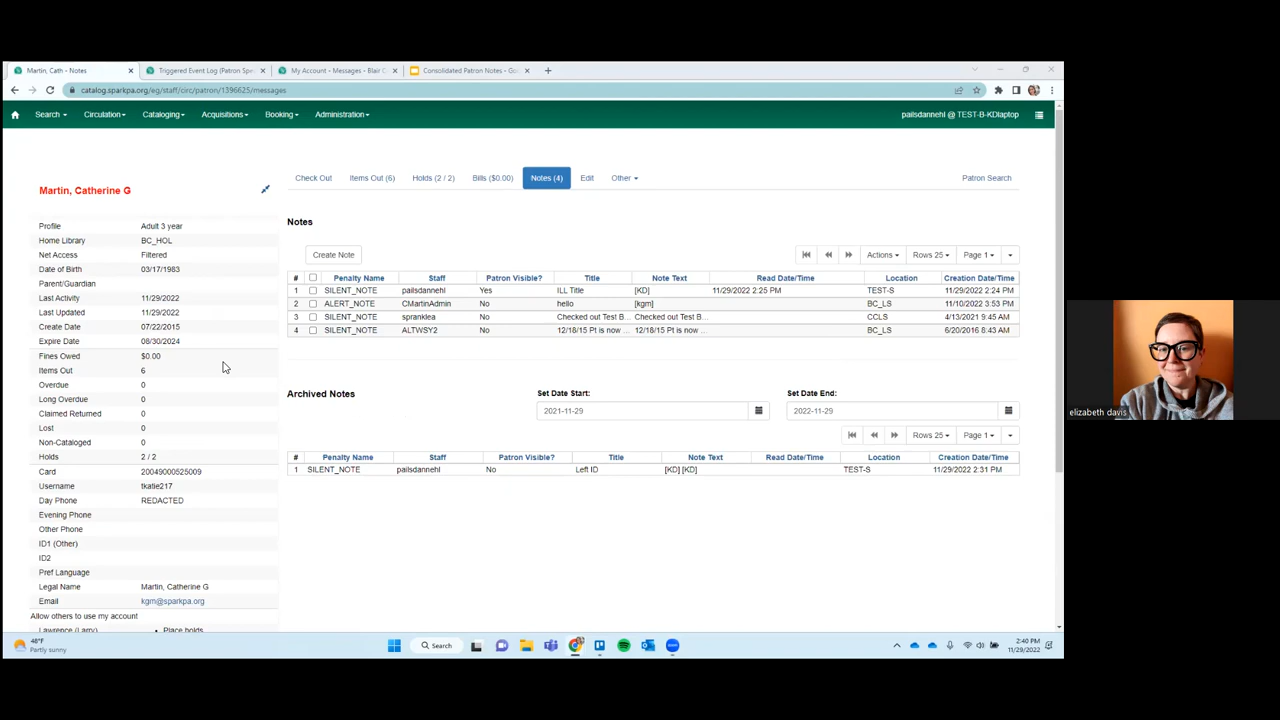 Martin, Cath - Notes
Triggered Event Log (Patron Spe
My Account - Messages - Blair C
Consolidated Patron Notes - Go
catalog.sparkpa.org/eg/staff/circ/patron/1396625/messages
Search Circulation Cataloging Acquisitions Booking Administration pailsdannehl @ TEST-B-KDlaptop
Martin, Catherine G
Check Out Items Out (6) Holds (2 / 2) Bills ($0.00) Notes (4) Edit Other Patron Search
Profile Adult 3 year
Home Library BC_HOL
Net Access Filtered
Date of Birth 03/17/1983
Parent/Guardian
Last Activity 11/29/2022
Last Updated 11/29/2022
Create Date 07/22/2015
Expire Date 08/30/2024
Fines Owed $0.00
Items Out 6
Overdue 0
Long Overdue 0
Claimed Returned 0
Lost 0
Non-Cataloged 0
Holds 2 / 2
Card 20049000525009
Username tkatie217
Day Phone REDACTED
Evening Phone
Other Phone
ID1 (Other)
ID2
Pref Language
Legal Name Martin, Catherine G
Email kgm@sparkpa.org
Allow others to use my account
Lawrence (Larry) • Place holds
Notes
Create Note Actions Rows 25 Page 1
# Penalty Name Staff Patron Visible? Title Note Text Read Date/Time Location Creation Date/Time
1 SILENT_NOTE pailsdannehl Yes ILL Title [KD] 11/29/2022 2:25 PM TEST-S 11/29/2022 2:24 PM
2 ALERT_NOTE CMartinAdmin No hello [kgm] BC_LS 11/10/2022 3:53 PM
3 SILENT_NOTE spranklea No Checked out Test B... Checked out Test B... CCLS 4/13/2021 9:45 AM
4 SILENT_NOTE ALTWSY2 No 12/18/15 Pt is now ... 12/18/15 Pt is now ... BC_LS 6/20/2016 8:43 AM
Archived Notes
Set Date Start: Set Date End:
2021-11-29 2022-11-29
Rows 25 Page 1
# Penalty Name Staff Patron Visible? Title Note Text Read Date/Time Location Creation Date/Time
1 SILENT_NOTE pailsdannehl No Left ID [KD] [KD] TEST-S 11/29/2022 2:31 PM
48°F
Partly sunny
Search
2:40 PM
11/29/2022
elizabeth davis